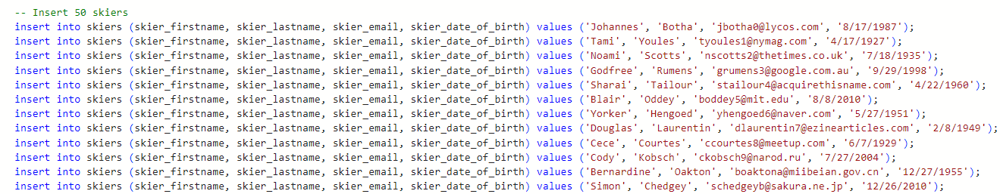 -- Insert 50 skiers
insert into skiers (skier_firstname, skier_lastname, skier_email, skier_date_of_birth) values ('Johannes', 'Botha', 'jbotha0@lycos.com', '8/17/1987');
insert into skiers (skier_firstname, skier_lastname, skier_email, skier_date_of_birth) values ('Tami', 'Youles', 'tyoules1@nymag.com', '4/17/1927');
insert into skiers (skier_firstname, skier_lastname, skier_email, skier_date_of_birth) values ('Noami', 'Scotts', 'nscotts2@thetimes.co.uk', '7/18/1935');
insert into skiers (skier_firstname, skier_lastname, skier_email, skier_date_of_birth) values ('Godfree', 'Rumens', 'grumens3@google.com.au', '9/29/1998');
insert into skiers (skier_firstname, skier_lastname, skier_email, skier_date_of_birth) values ('Sharai', 'Tailour', 'stailour4@acquirethisname.com', '4/22/1960');
insert into skiers (skier_firstname, skier_lastname, skier_email, skier_date_of_birth) values ('Blair', 'Oddey', 'boddey5@mit.edu', '8/8/2010');
insert into skiers (skier_firstname, skier_lastname, skier_email, skier_date_of_birth) values ('Yorker', 'Hengoed', 'yhengoed6@naver.com', '5/27/1951');
insert into skiers (skier_firstname, skier_lastname, skier_email, skier_date_of_birth) values ('Douglas', 'Laurentin', 'dlaurentin7@ezinearticles.com', '2/8/1949');
insert into skiers (skier_firstname, skier_lastname, skier_email, skier_date_of_birth) values ('Cece', 'Courtes', 'ccourtes8@meetup.com', '6/7/1929');
insert into skiers (skier_firstname, skier_lastname, skier_email, skier_date_of_birth) values ('Cody', 'Kobsch', 'ckobsch9@narod.ru', '7/27/2004');
insert into skiers (skier_firstname, skier_lastname, skier_email, skier_date_of_birth) values ('Bernardine', 'Oakton', 'boaktona@miibeian.gov.cn', '12/27/1955');
insert into skiers (skier_firstname, skier_lastname, skier_email, skier_date_of_birth) values ('Simon', 'Chedgey', 'schedgeyb@sakura.ne.jp', '12/26/2010');